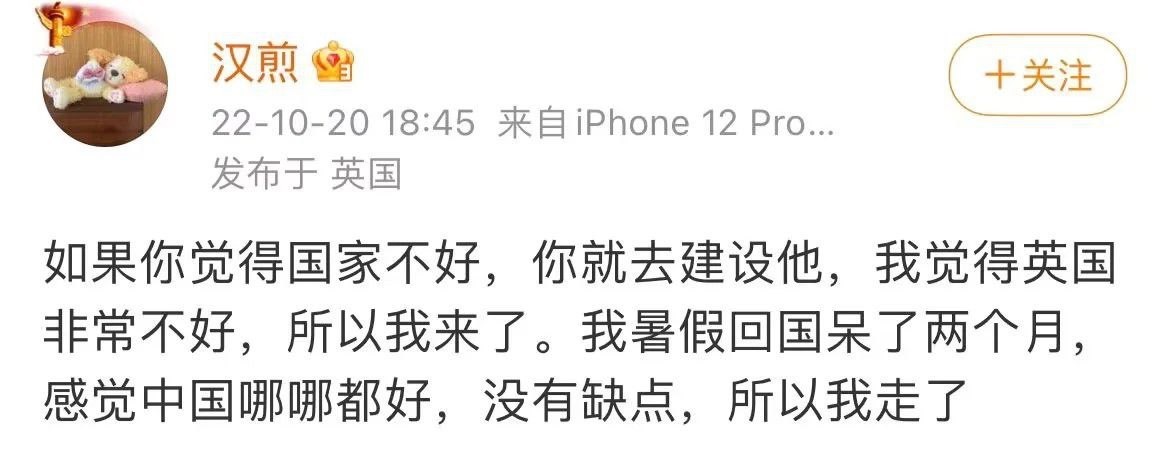 汉煎
+关注
22-10-20 18:45 来自iPhone 12 Pro...
发布于 英国
如果你觉得国家不好，你就去建设他，我觉得英国
非常不好，所以我来了。我暑假回国呆了两个月，
感觉中国哪哪都好，没有缺点，所以我走了